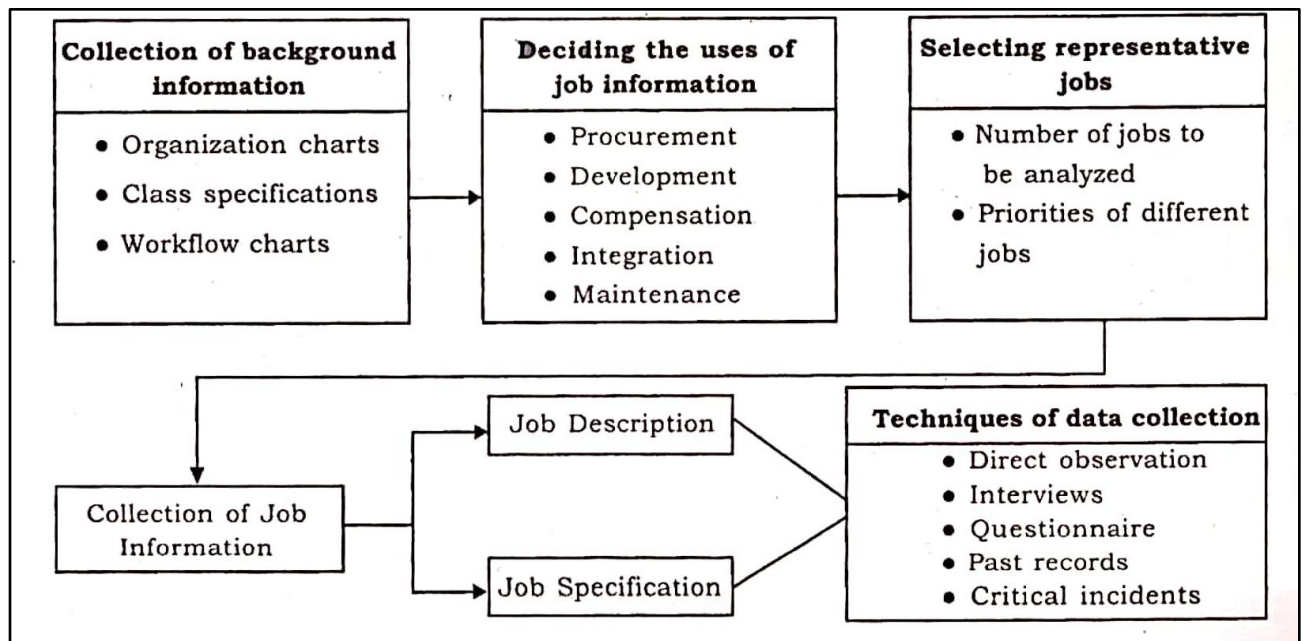 Collection of background
information
• Organization charts
• Class specifications
• Workflow charts
Deciding the uses of
job information
• Procurement
• Development
• Compensation
• Integration
• Maintenance
Selecting representative
jobs
• Number of jobs to
be analyzed
• Priorities of different
jobs
Collection of Job
Information
Job Description
Job Specification
Techniques of data collection
• Direct observation
• Interviews
• Questionnaire
• Past records
• Critical incidents